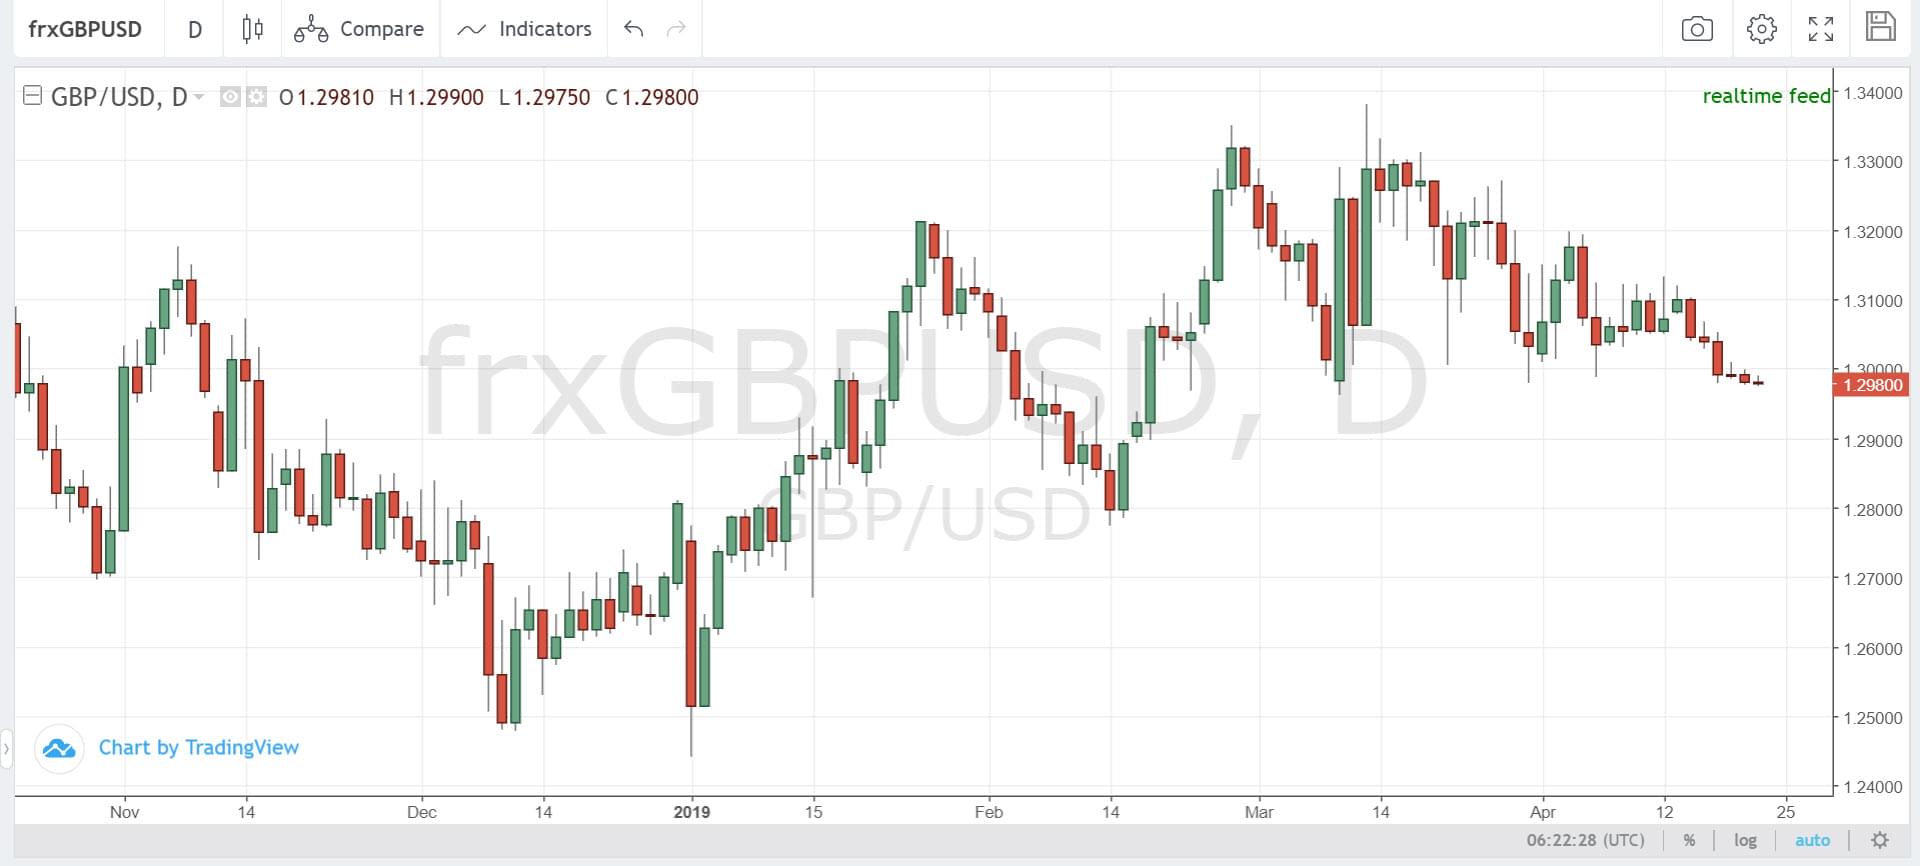 frxGBPUSD D Compare Indicators
GBP/USD, D O1.29810 H1.29900 L1.29750 C1.29800
realtime feed
1.34000
1.33000
1.32000
1.31000
1.30000
1.29800
1.29000
1.28000
1.27000
1.26000
1.25000
1.24000
frxGBPUSD, D
GBP/USD
Chart by TradingView
Nov 14 Dec 14 2019 15 Feb 14 Mar 14 Apr 12 25
06:22:28 (UTC) % log auto